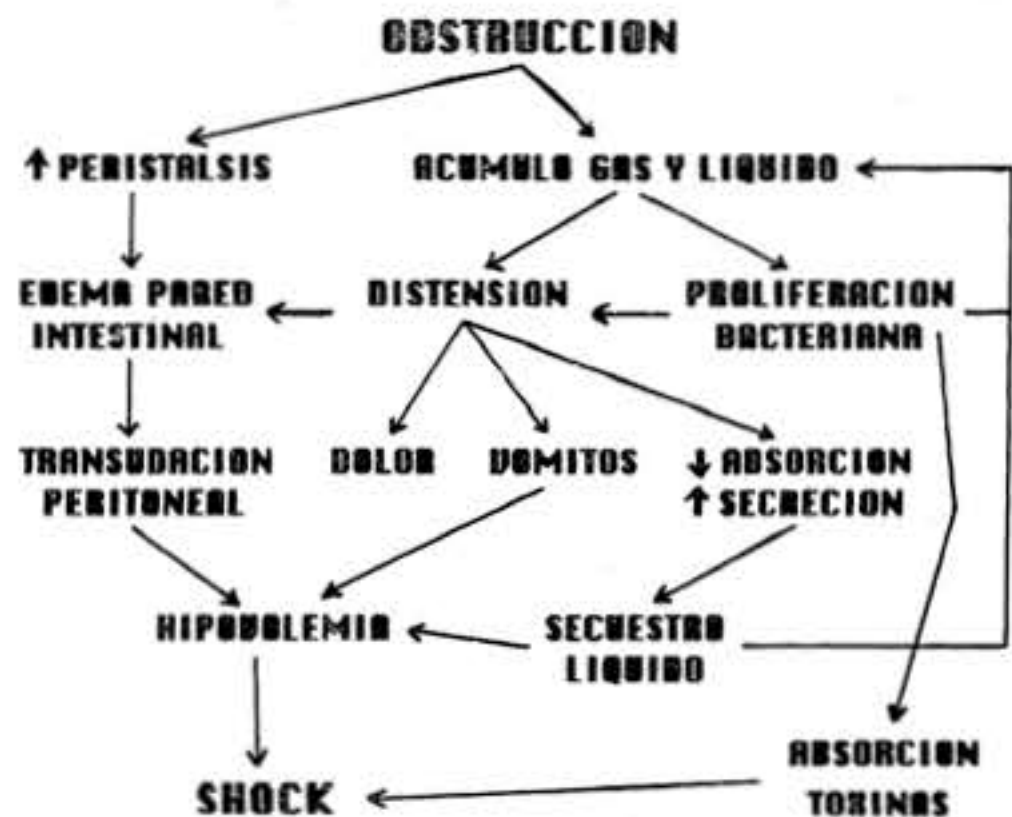 OBSTRUCCION
↑ PERISTALSIS
ACUMULO GAS Y LIQUIDO
EDEMA PARED
INTESTINAL
DISTENSION
PROLIFERACION
BACTERIANA
TRANSUDACION
PERITONEAL
DOLOR
VOMITOS
↓ ABSORCION
↑ SECRECION
HIPOVOLEMIA
SECUESTRO
LIQUIDO
ABSORCION
TOXINAS
SHOCK